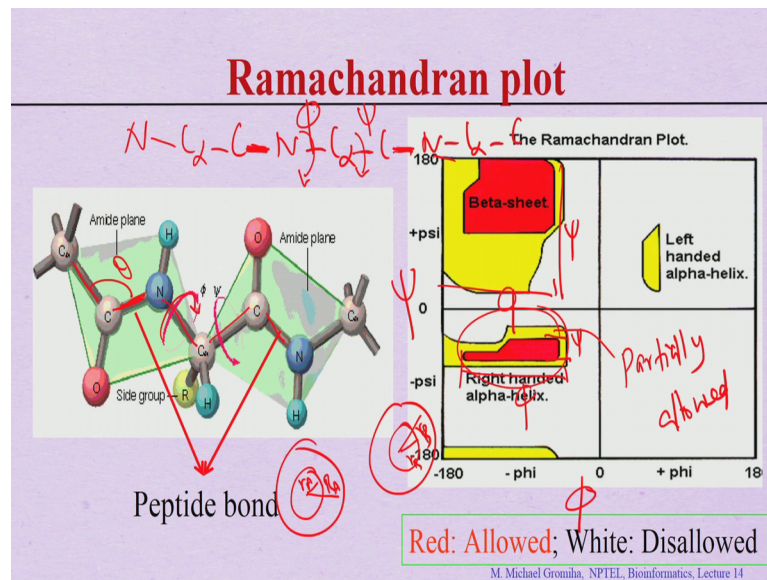 Ramachandran plot
φ ψ
N-Cα-C-N-Cα-C-N-Cα-C
The Ramachandran Plot.
Amide plane
θ
H
O
Amide plane
Cα
N
φ ψ
C
C
Cα
Cα
N
O
Side group
R
H
H
180
Beta-sheet.
+psi
ψ
Left
handed
alpha-helix.
ψ
0
φ
ψ
Partially
allowed
-psi
Right handed
alpha-helix.
φ
-180
-180
- phi
0
+ phi
18
φ
Peptide bond
Red: Allowed; White: Disallowed
M. Michael Gromiha, NPTEL, Bioinformatics, Lecture 14